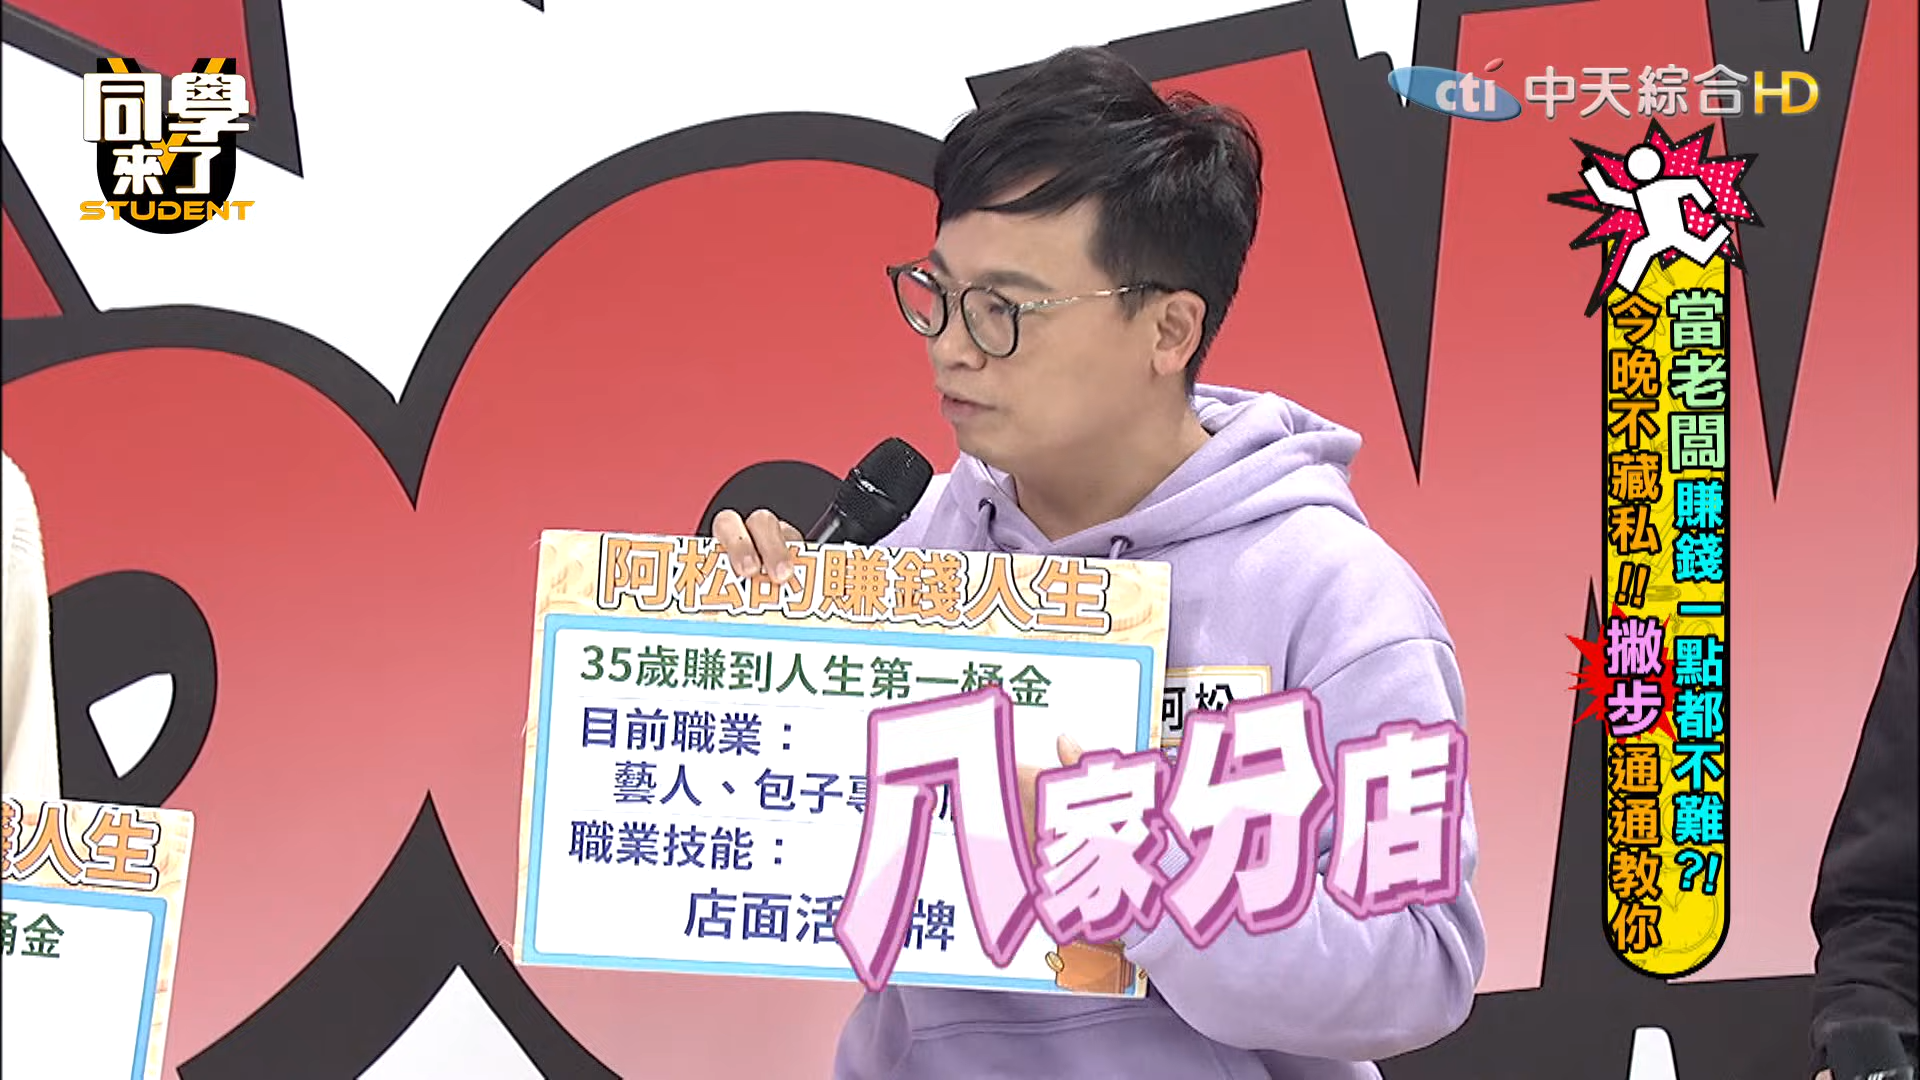 同學
來了
STUDENT
cti 中天綜合HD
當老闆賺錢一點都不難?!
今晚不藏私!!撇步通通教你
阿松的賺錢人生
35歲賺到人生第一桶金
目前職業：
藝人、包子專
職業技能：
店面活 牌
阿松
八家分店
人生
桶金